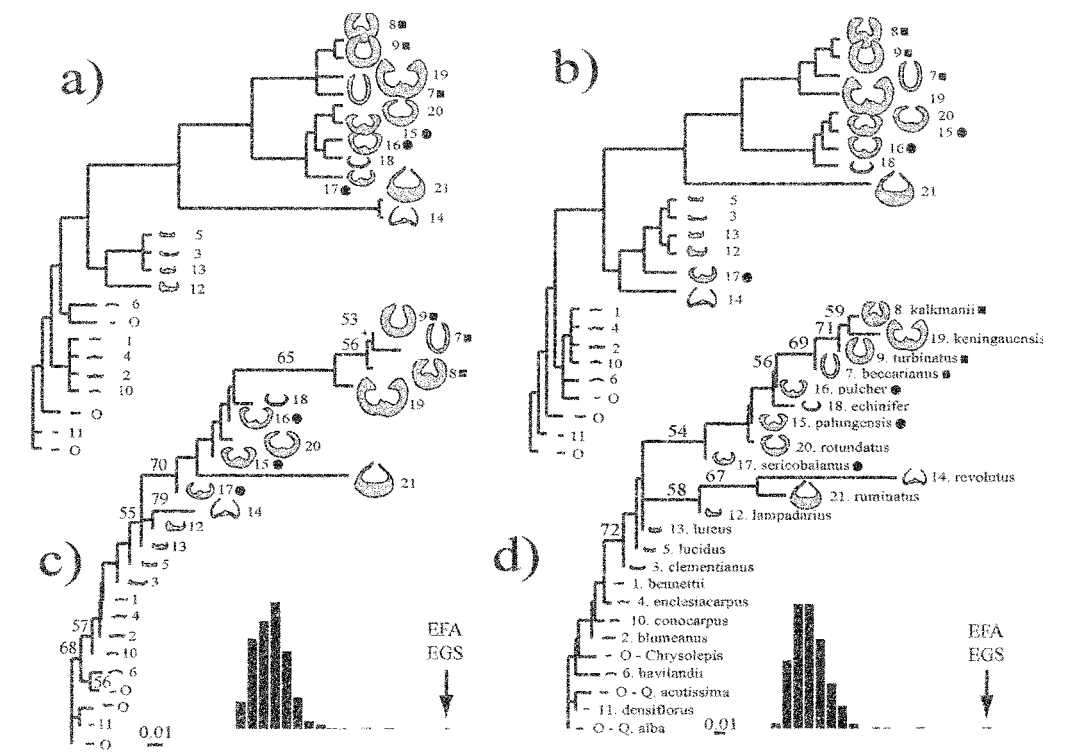 a)
8
9
19
7
20
15
16
18
17
21
14
5
3
13
12
6
O
1
4
2
10
O
11
O
b)
8
9
7
19
20
15
16
18
21
5
3
13
12
17
14
1
4
2
10
6
O
O
11
O
c)
53
9
56
7
65
8
19
18
16
20
15
70
21
17
79
14
55
12
13
5
3
1
57
4
2
68
10
6
56
O
O
11
O
0.01
EFA
EGS
d)
59
8. kalkmanii
71
19. keningauensis
69
9. turbinatus
56
7. beccarianus
16. pulcher
18. echinifer
15. palungensis
54
20. rotundatus
17. sericobalanus
67
14. revolutus
58
21. ruminatus
12. lampadarius
72
13. luteus
5. lucidus
3. clementianus
1. bennettii
4. enclesiacarpus
10. conocarpus
2. blumeanus
O - Chrysolepis
6. havilandii
O - Q. acutissima
11. densiflorus
O - Q. alba
0.01
EFA
EGS